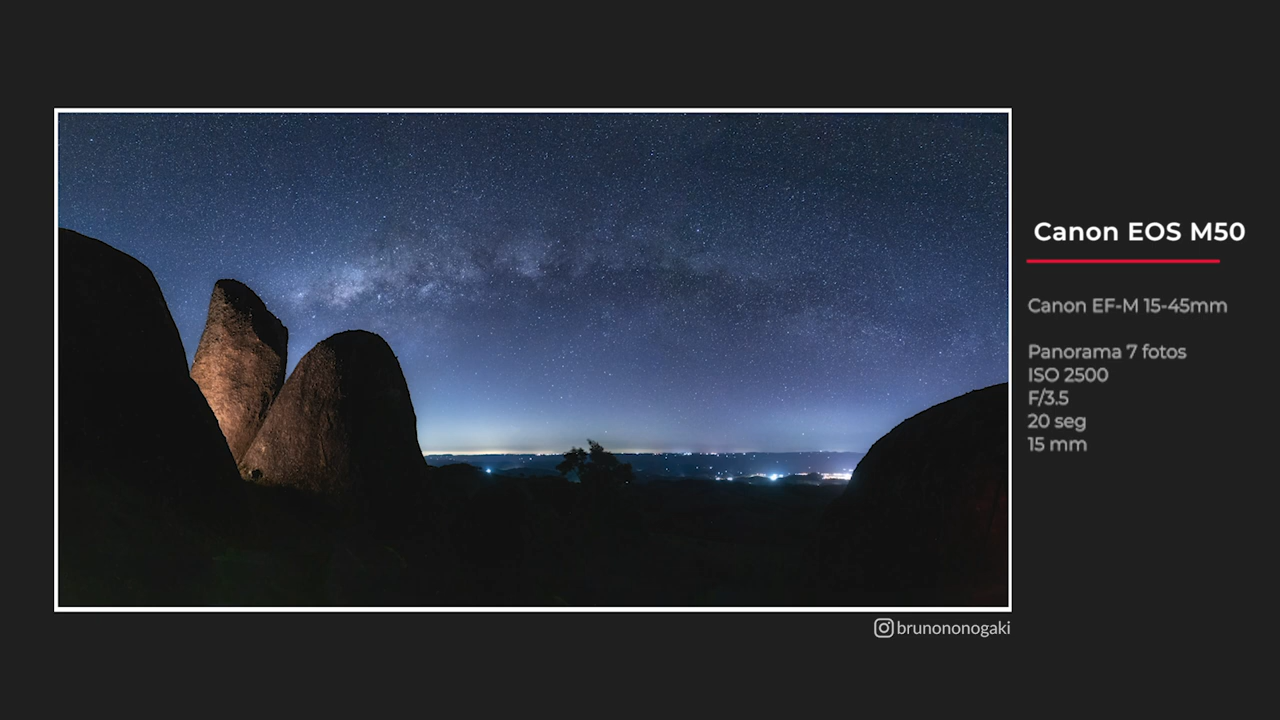 Canon EOS M50
Canon EF-M 15-45mm
Panorama 7 fotos
ISO 2500
F/3.5
20 seg
15 mm
brunononogaki